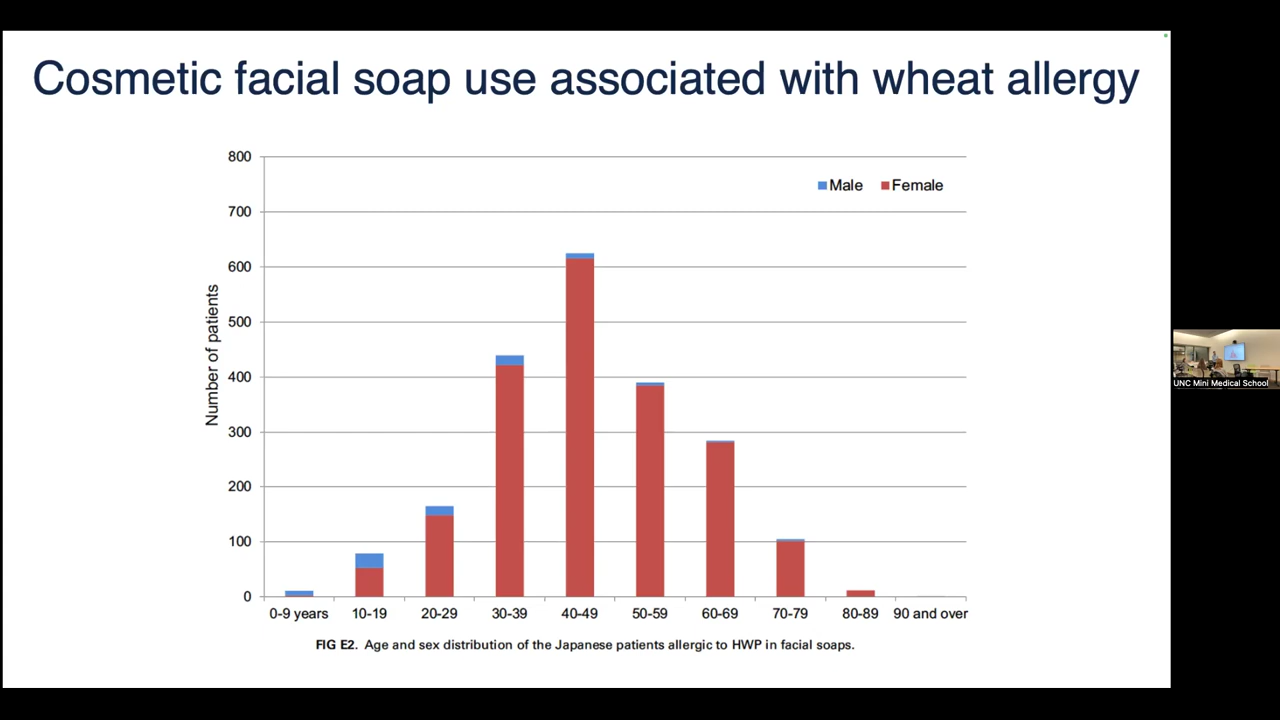 Cosmetic facial soap use associated with wheat allergy
800
700
600
500
400
300
200
100
0
Number of patients
Male Female
0-9 years 10-19 20-29 30-39 40-49 50-59 60-69 70-79 80-89 90 and over
FIG E2. Age and sex distribution of the Japanese patients allergic to HWP in facial soaps.
UNC Mini Medical School